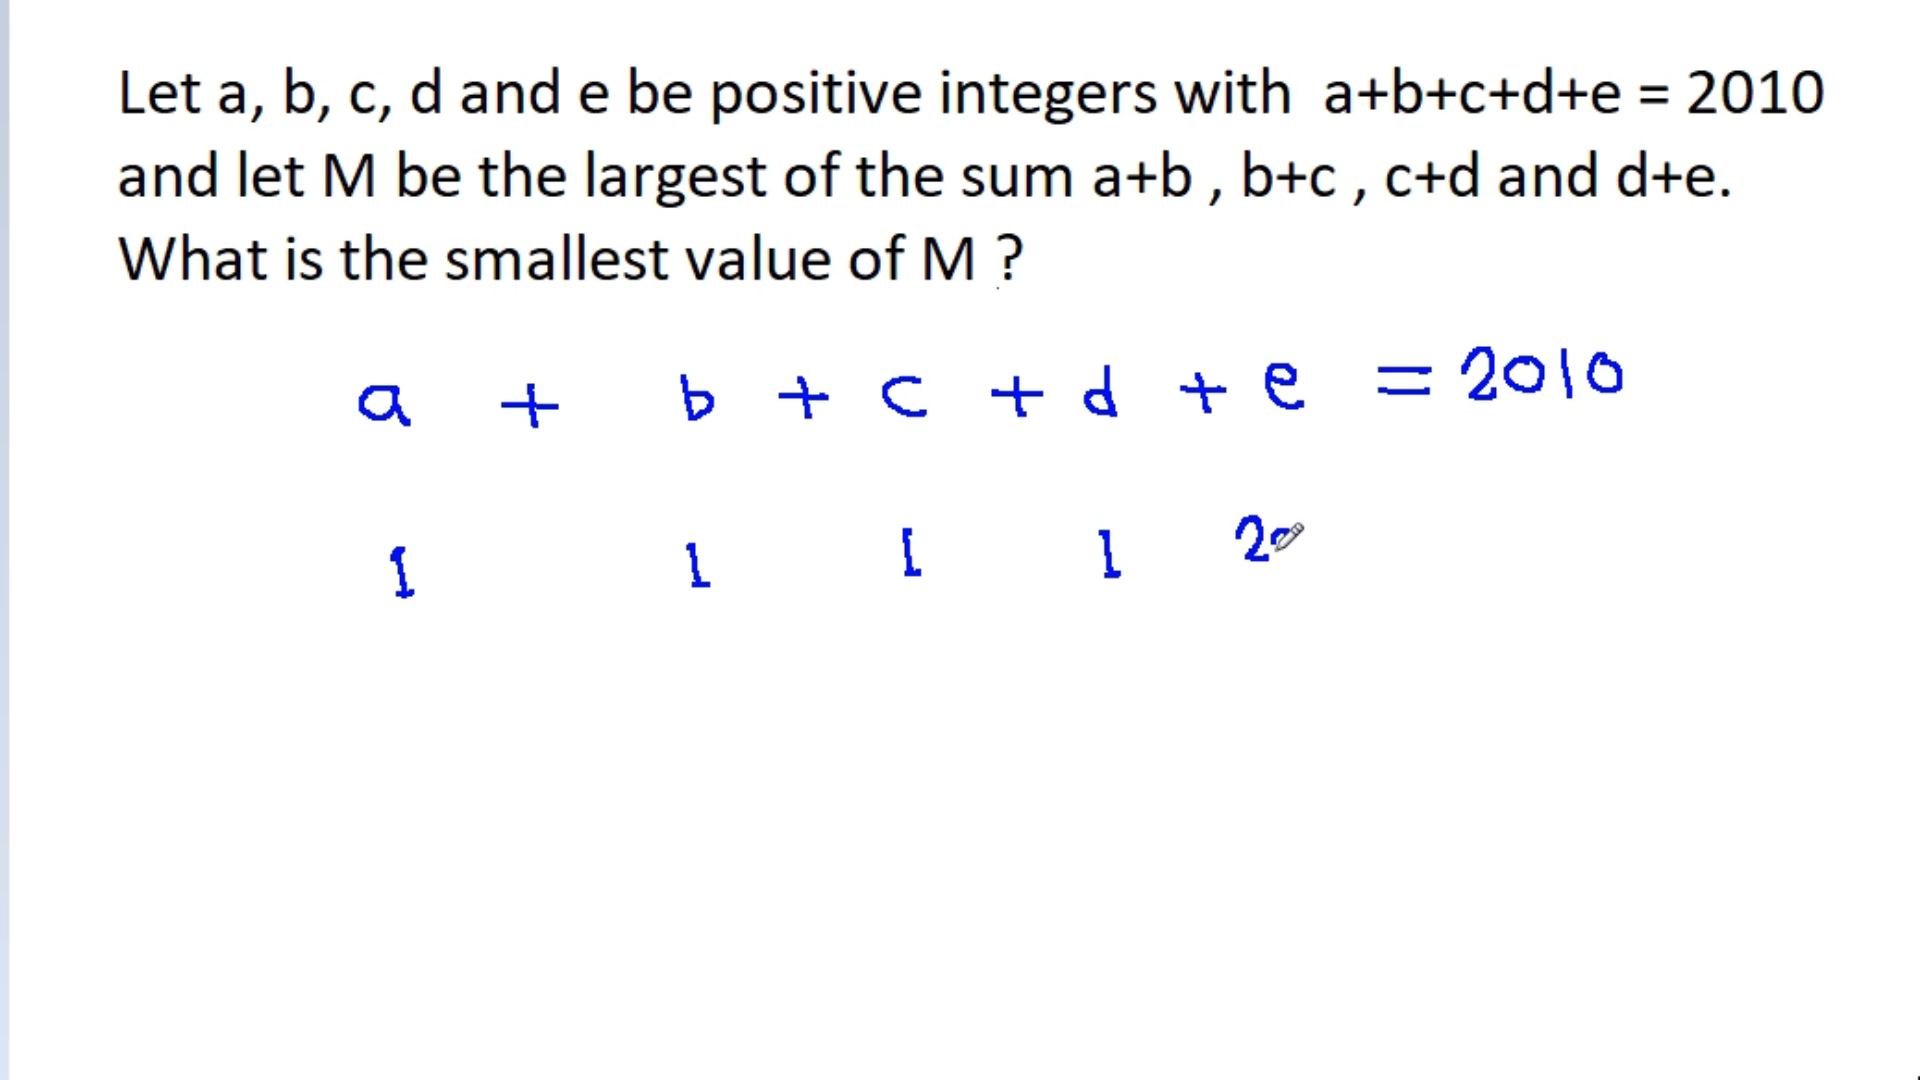 Let a, b, c, d and e be positive integers with a+b+c+d+e = 2010
and let M be the largest of the sum a+b , b+c , c+d and d+e.
What is the smallest value of M ?
a + b + c + d + e = 2010
1 1 1 1 2